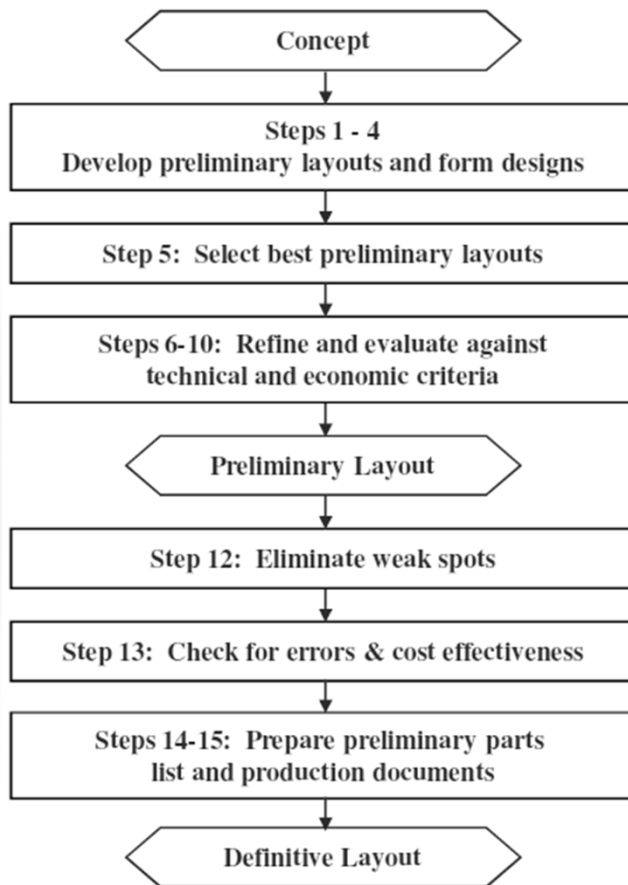 Concept
Steps 1 - 4
Develop preliminary layouts and form designs
Step 5: Select best preliminary layouts
Steps 6-10: Refine and evaluate against
technical and economic criteria
Preliminary Layout
Step 12: Eliminate weak spots
Step 13: Check for errors & cost effectiveness
Steps 14-15: Prepare preliminary parts
list and production documents
Definitive Layout